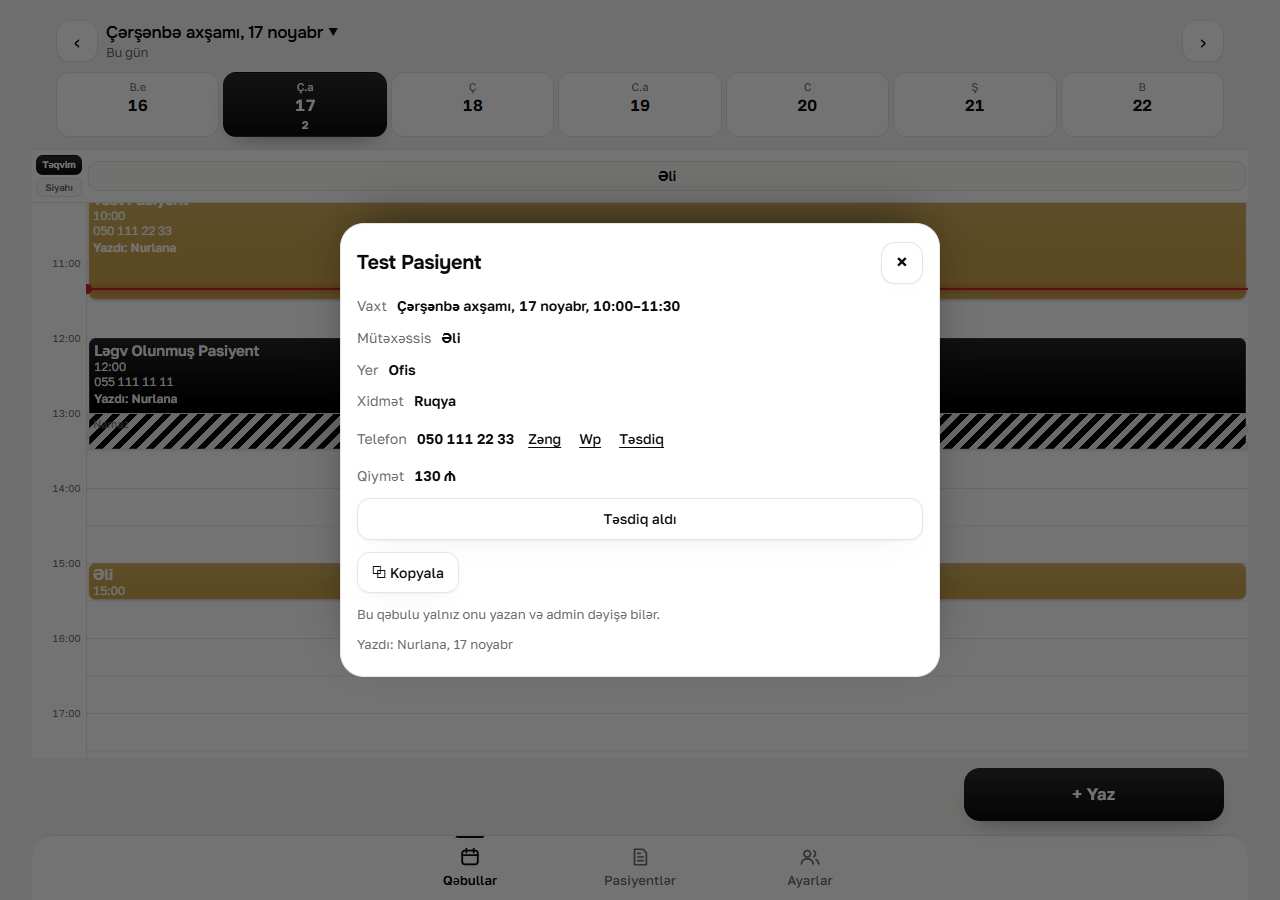 ‹
Çərşənbə axşamı, 17 noyabr ▼
Bu gün
›
B.e
16
Ç.a
17
2
Ç
18
C.a
19
C
20
Ş
21
B
22
Təqvim
Siyahı
Əli
10:00
050 111 22 33
Yazdı: Nurlana
11:00
12:00
Ləgv Olunmuş Pasiyent
12:00
055 111 11 11
Yazdı: Nurlana
13:00
14:00
15:00
Əli
15:00
16:00
17:00
Test Pasiyent
×
Vaxt Çərşənbə axşamı, 17 noyabr, 10:00–11:30
Mütəxəssis Əli
Yer Ofis
Xidmət Ruqya
Telefon 050 111 22 33 Zəng Wp Təsdiq
Qiymət 130 ₼
Təsdiq aldı
Kopyala
Bu qəbulu yalnız onu yazan və admin dəyişə bilər.
Yazdı: Nurlana, 17 noyabr
+ Yaz
Qəbullar
Pasiyentlər
Ayarlar